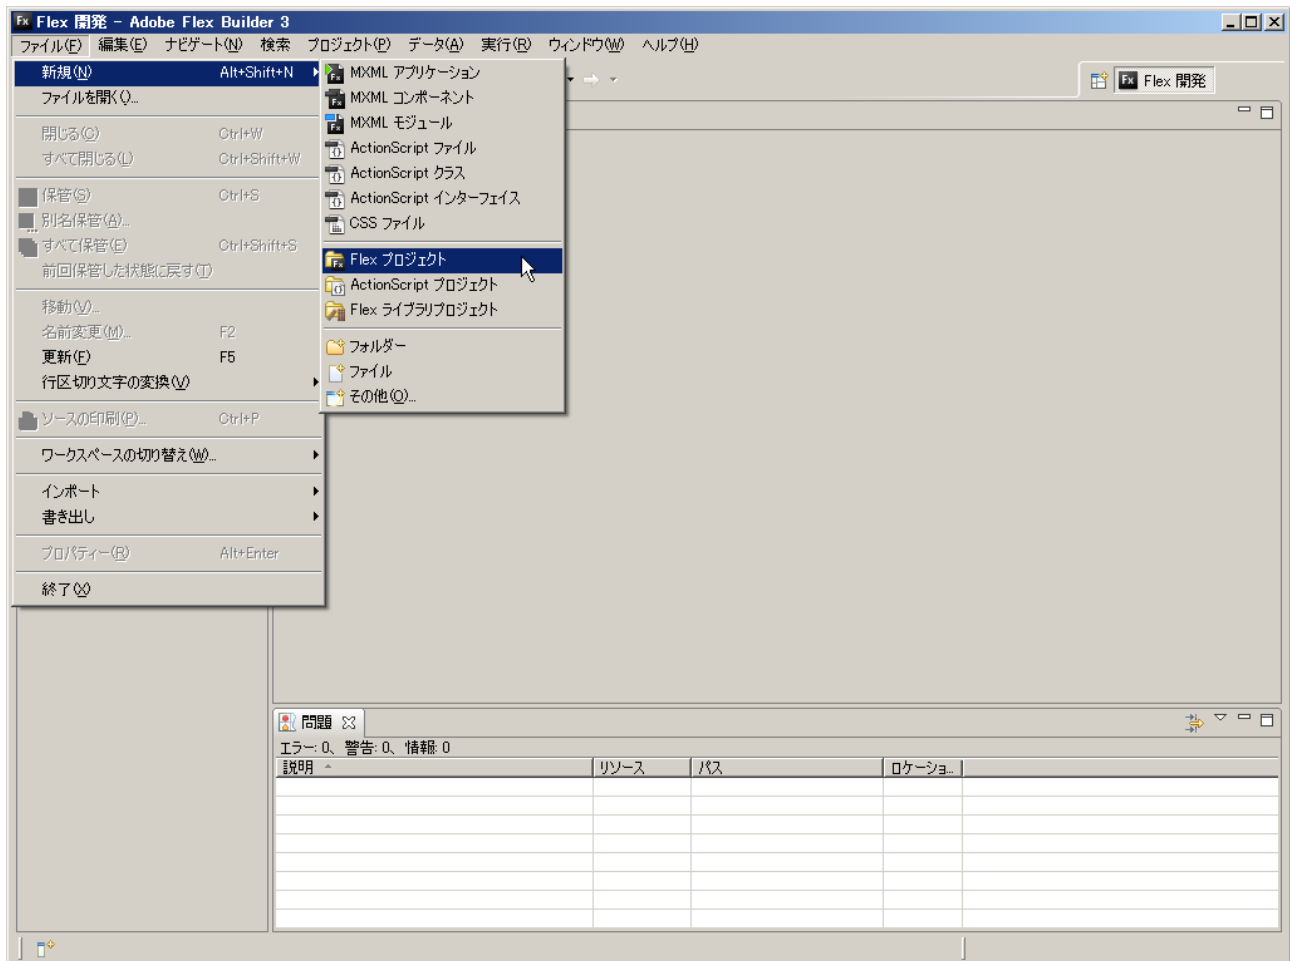 Flex 開発 - Adobe Flex Builder 3
ファイル(F) 編集(E) ナビゲート(N) 検索 プロジェクト(P) データ(A) 実行(R) ウィンドウ(W) ヘルプ(H)
新規(N) Alt+Shift+N
ファイルを開く(.)...
閉じる(C) Ctrl+W
すべて閉じる(L) Ctrl+Shift+W
保管(S) Ctrl+S
別名保管(A)...
すべて保管(E) Ctrl+Shift+S
前回保管した状態に戻す(T)
移動(V)...
名前変更(M)... F2
更新(F) F5
行区切り文字の変換(V)
ソースの印刷(P)... Ctrl+P
ワークスペースの切り替え(W)...
インポート
書き出し
プロパティー(R) Alt+Enter
終了(X)
MXML アプリケーション
MXML コンポーネント
MXML モジュール
ActionScript ファイル
ActionScript クラス
ActionScript インターフェイス
CSS ファイル
Flex プロジェクト
ActionScript プロジェクト
Flex ライブラリプロジェクト
フォルダー
ファイル
その他(O)...
Flex 開発
問題
エラー: 0、警告: 0、情報: 0
説明 リソース パス ロケーショ...